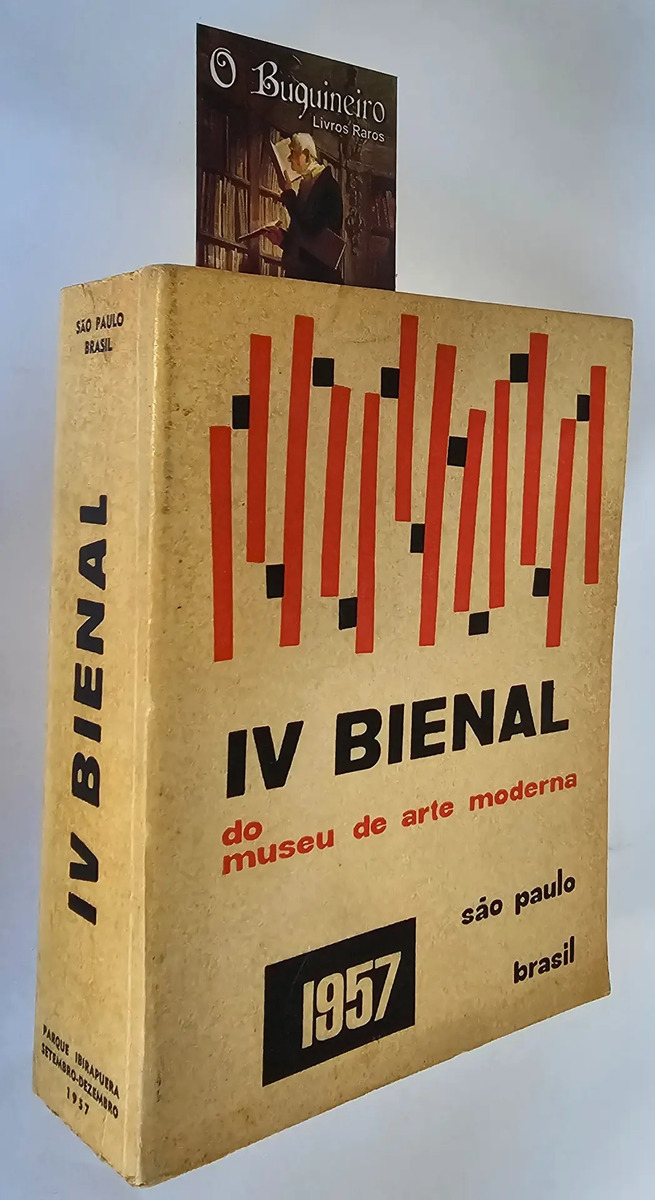 O Buquineiro
Livros Raros
SÃO PAULO
BRASIL
IV BIENAL
PARQUE IBIRAPUERA
SETEMBRO-DEZEMBRO
1957
IV BIENAL
do
museu de arte moderna
são paulo
brasil
1957